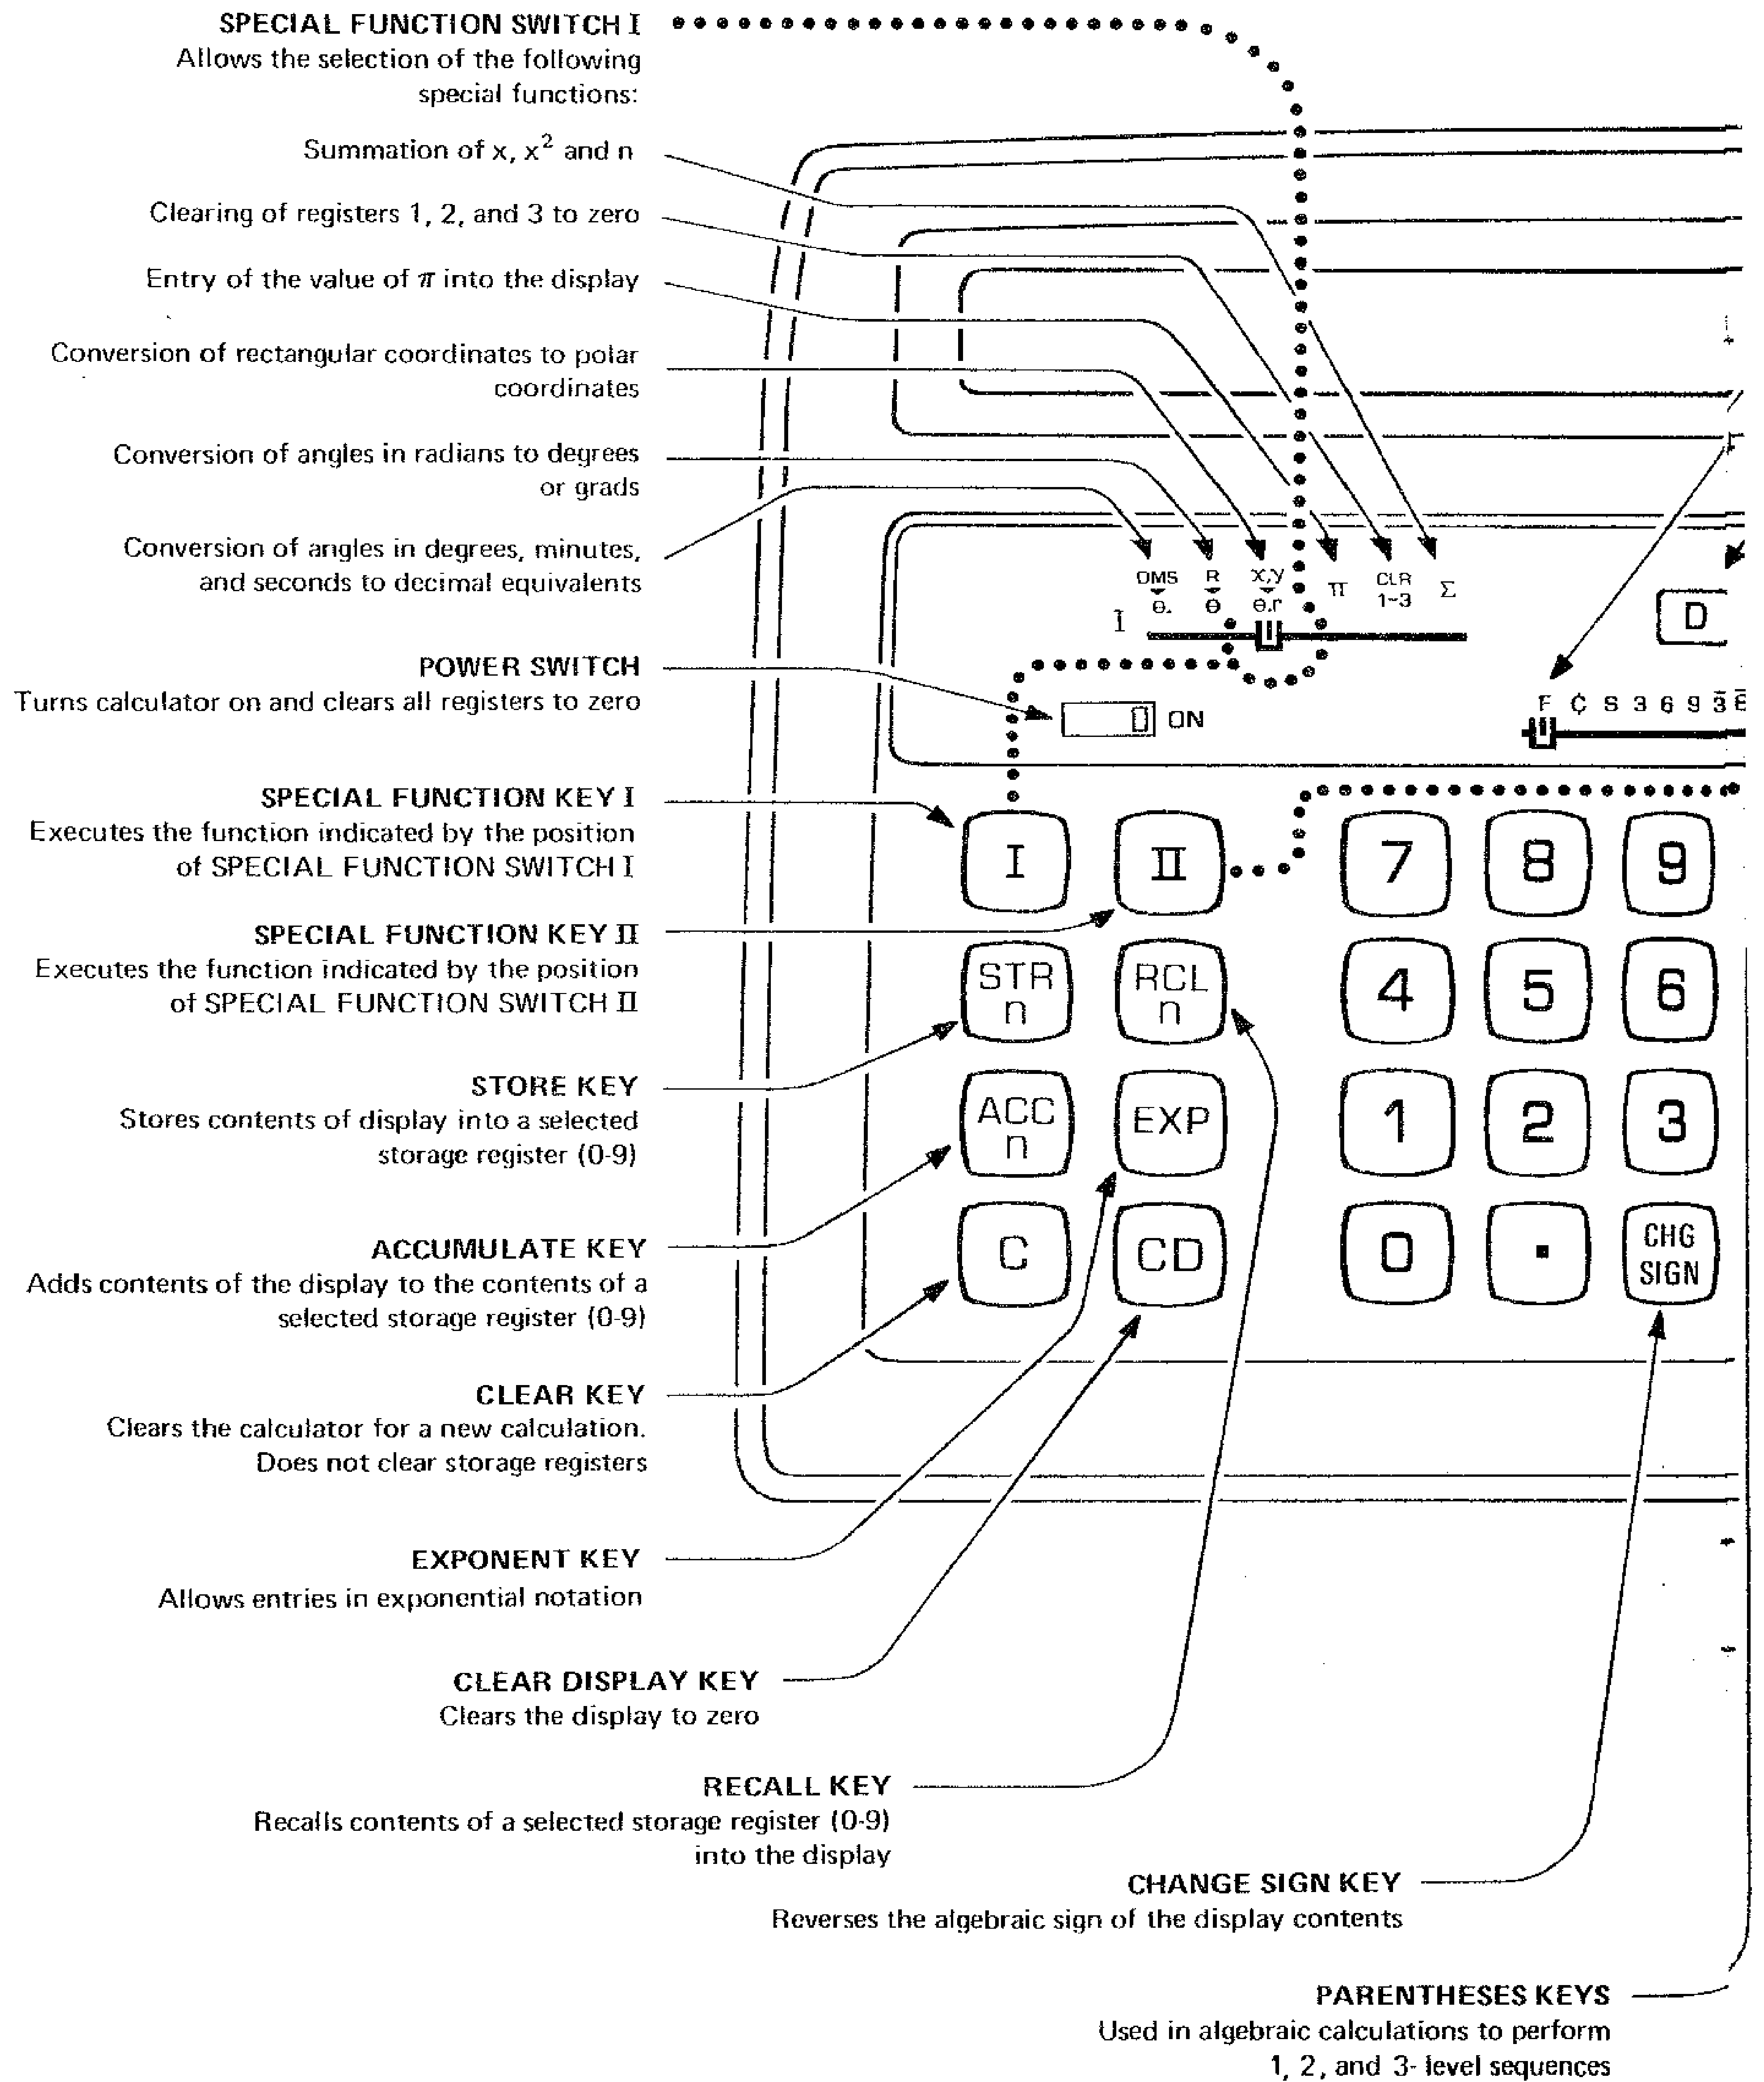 SPECIAL FUNCTION SWITCH I
Allows the selection of the following
special functions:
Summation of x, x² and n
Clearing of registers 1, 2, and 3 to zero
Entry of the value of π into the display
Conversion of rectangular coordinates to polar
coordinates
Conversion of angles in radians to degrees
or grads
Conversion of angles in degrees, minutes,
and seconds to decimal equivalents
DMS R x,y π CLR Σ
θ. θ θ.r 1-3
I
D
POWER SWITCH
Turns calculator on and clears all registers to zero
ON
F ₵ S 3 6 9 3̄
SPECIAL FUNCTION KEY I
Executes the function indicated by the position
of SPECIAL FUNCTION SWITCH I
I II 7 8 9
SPECIAL FUNCTION KEY II
Executes the function indicated by the position
of SPECIAL FUNCTION SWITCH II
STR RCL 4 5 6
n n
STORE KEY
Stores contents of display into a selected
storage register (0-9)
ACC EXP 1 2 3
n
ACCUMULATE KEY
Adds contents of the display to the contents of a
selected storage register (0-9)
C CD 0 . CHG
SIGN
CLEAR KEY
Clears the calculator for a new calculation.
Does not clear storage registers
EXPONENT KEY
Allows entries in exponential notation
CLEAR DISPLAY KEY
Clears the display to zero
RECALL KEY
Recalls contents of a selected storage register (0-9)
into the display
CHANGE SIGN KEY
Reverses the algebraic sign of the display contents
PARENTHESES KEYS
Used in algebraic calculations to perform
1, 2, and 3- level sequences